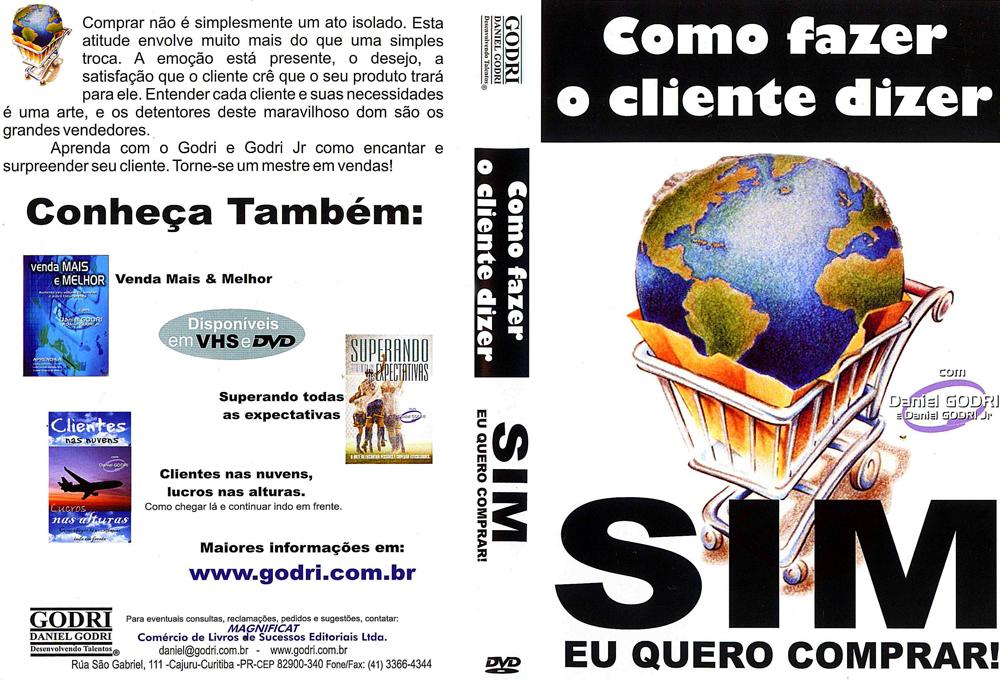 Comprar não é simplesmente um ato isolado. Esta
atitude envolve muito mais do que uma simples
troca. A emoção está presente, o desejo, a
satisfação que o cliente crê que o seu produto trará
para ele. Entender cada cliente e suas necessidades
é uma arte, e os detentores deste maravilhoso dom são os
grandes vendedores.
Aprenda com o Godri e Godri Jr como encantar e
surpreender seu cliente. Torne-se um mestre em vendas!
Conheça Também:
venda MAIS
e MELHOR
Daniel GODRI
e Daniel GODRI Jr
Venda Mais & Melhor
Disponíveis
em VHS e DVD
SUPERANDO
EXPECTATIVAS
Superando todas
as expectativas
Clientes
nas nuvens
Daniel GODRI
Lucros
nas alturas
Clientes nas nuvens,
lucros nas alturas.
Como chegar lá e continuar indo em frente.
Maiores informações em:
www.godri.com.br
GODRI
DANIEL GODRI
Desenvolvendo Talentos®
Para eventuais consultas, reclamações, pedidos e sugestões, contatar:
MAGNIFICAT
Comércio de Livros de Sucessos Editoriais Ltda.
daniel@godri.com.br - www.godri.com.br
Rúa São Gabriel, 111 -Cajuru-Curitiba -PR-CEP 82900-340 Fone/Fax: (41) 3366-4344
GODRI
DANIEL GODRI
Desenvolvendo Talentos®
Como fazer
o cliente dizer
SIM
EU QUERO COMPRAR!
DVD
Como fazer
o cliente dizer
com
Daniel GODRI
e Daniel GODRI Jr
SIM
EU QUERO COMPRAR!